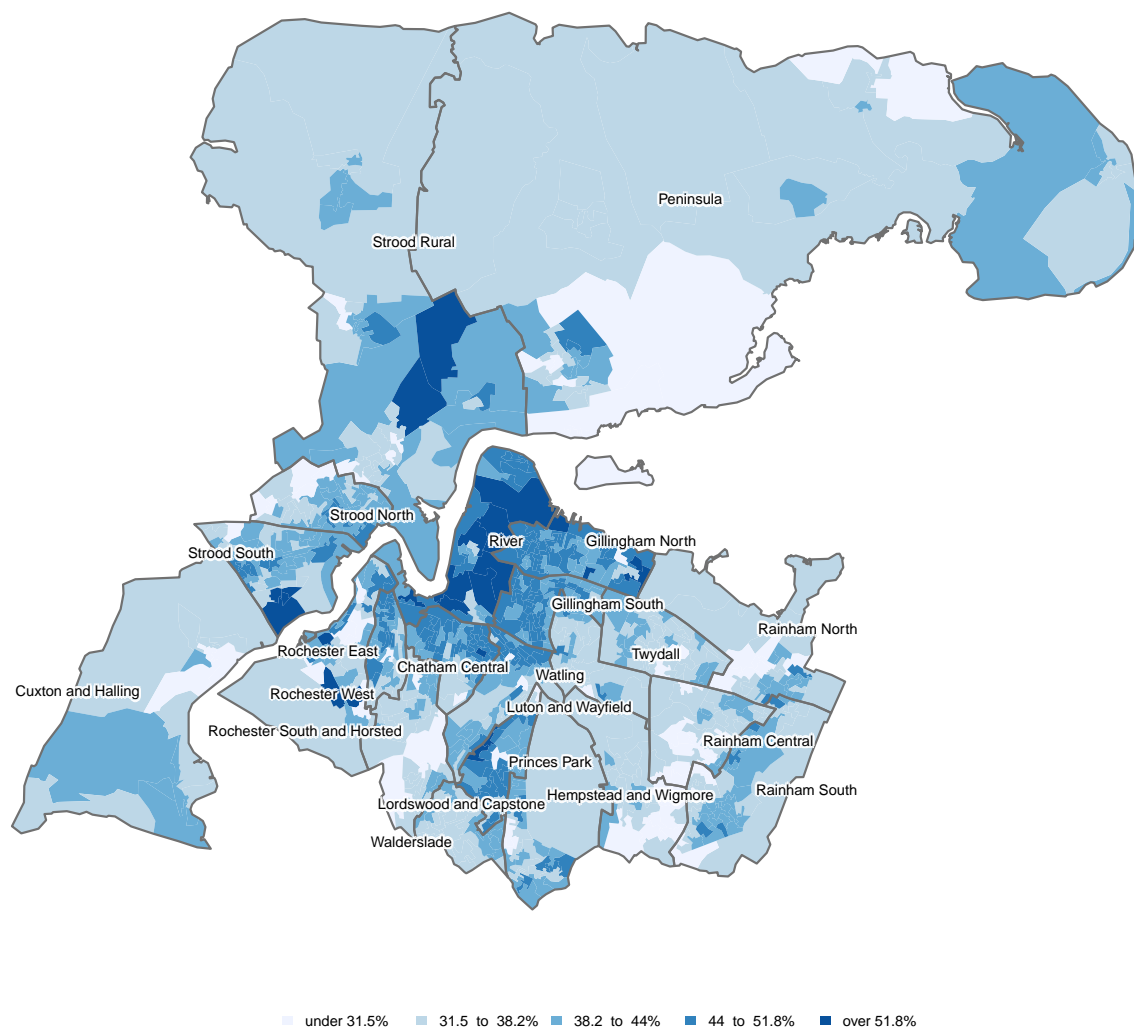 Peninsula
Strood Rural
Strood North
River
Gillingham North
Strood South
Gillingham South
Rainham North
Rochester East
Twydall
Chatham Central
Watling
Cuxton and Halling
Rochester West
Luton and Wayfield
Rochester South and Horsted
Rainham Central
Princes Park
Rainham South
Hempstead and Wigmore
Lordswood and Capstone
Walderslade
under 31.5% 31.5 to 38.2% 38.2 to 44% 44 to 51.8% over 51.8%